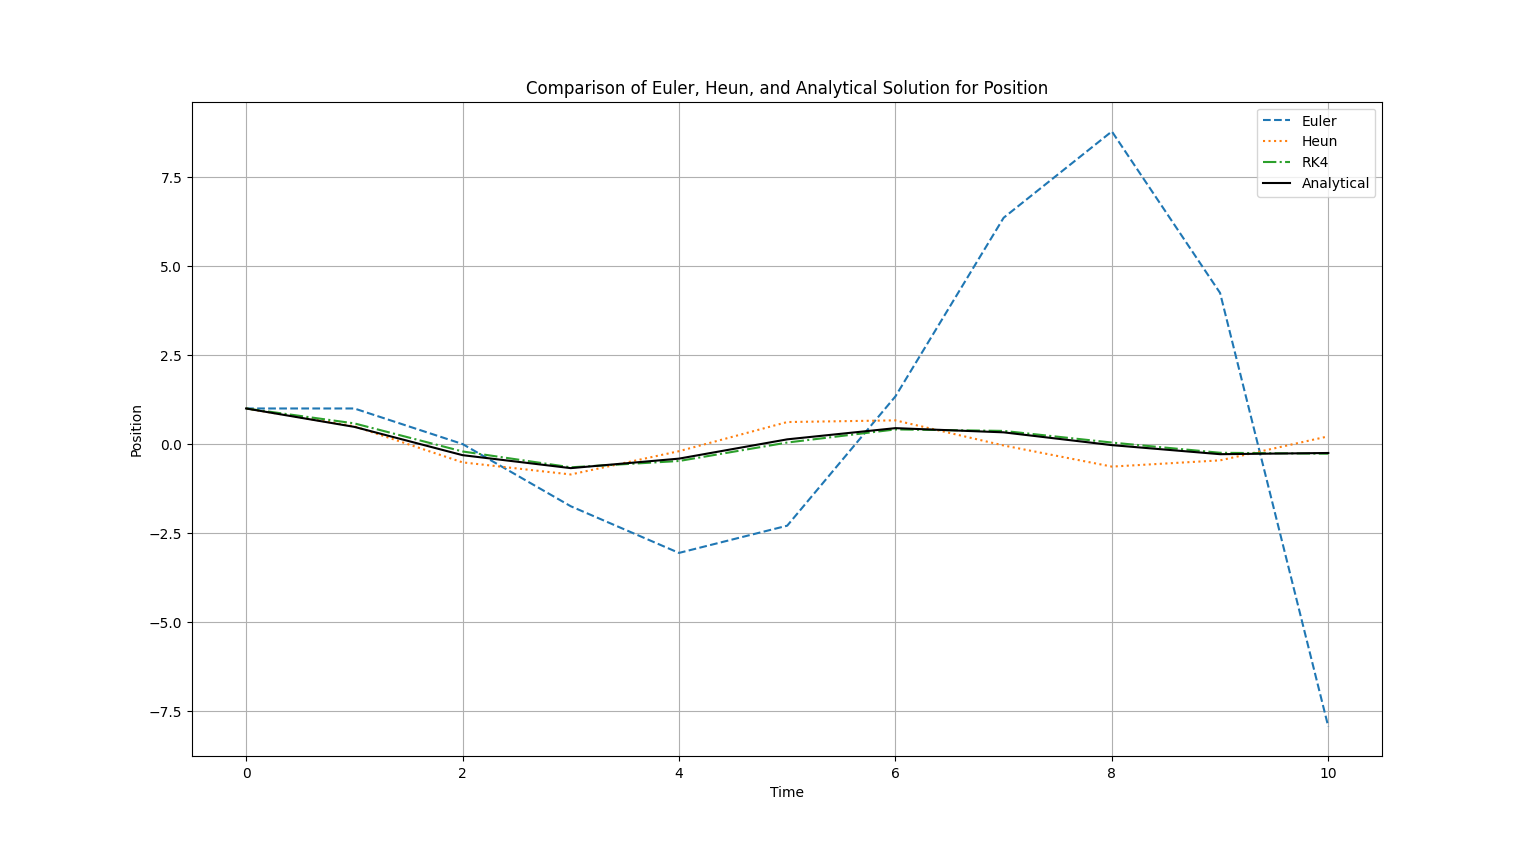 Comparison of Euler, Heun, and Analytical Solution for Position
Euler
Heun
RK4
Analytical
7.5
5.0
2.5
0.0
−2.5
−5.0
−7.5
Position
0 2 4 6 8 10
Time